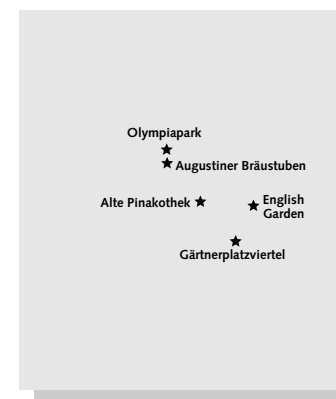 Olympiapark
Augustiner Bräustuben
Alte Pinakothek
English
Garden
Gärtnerplatzviertel